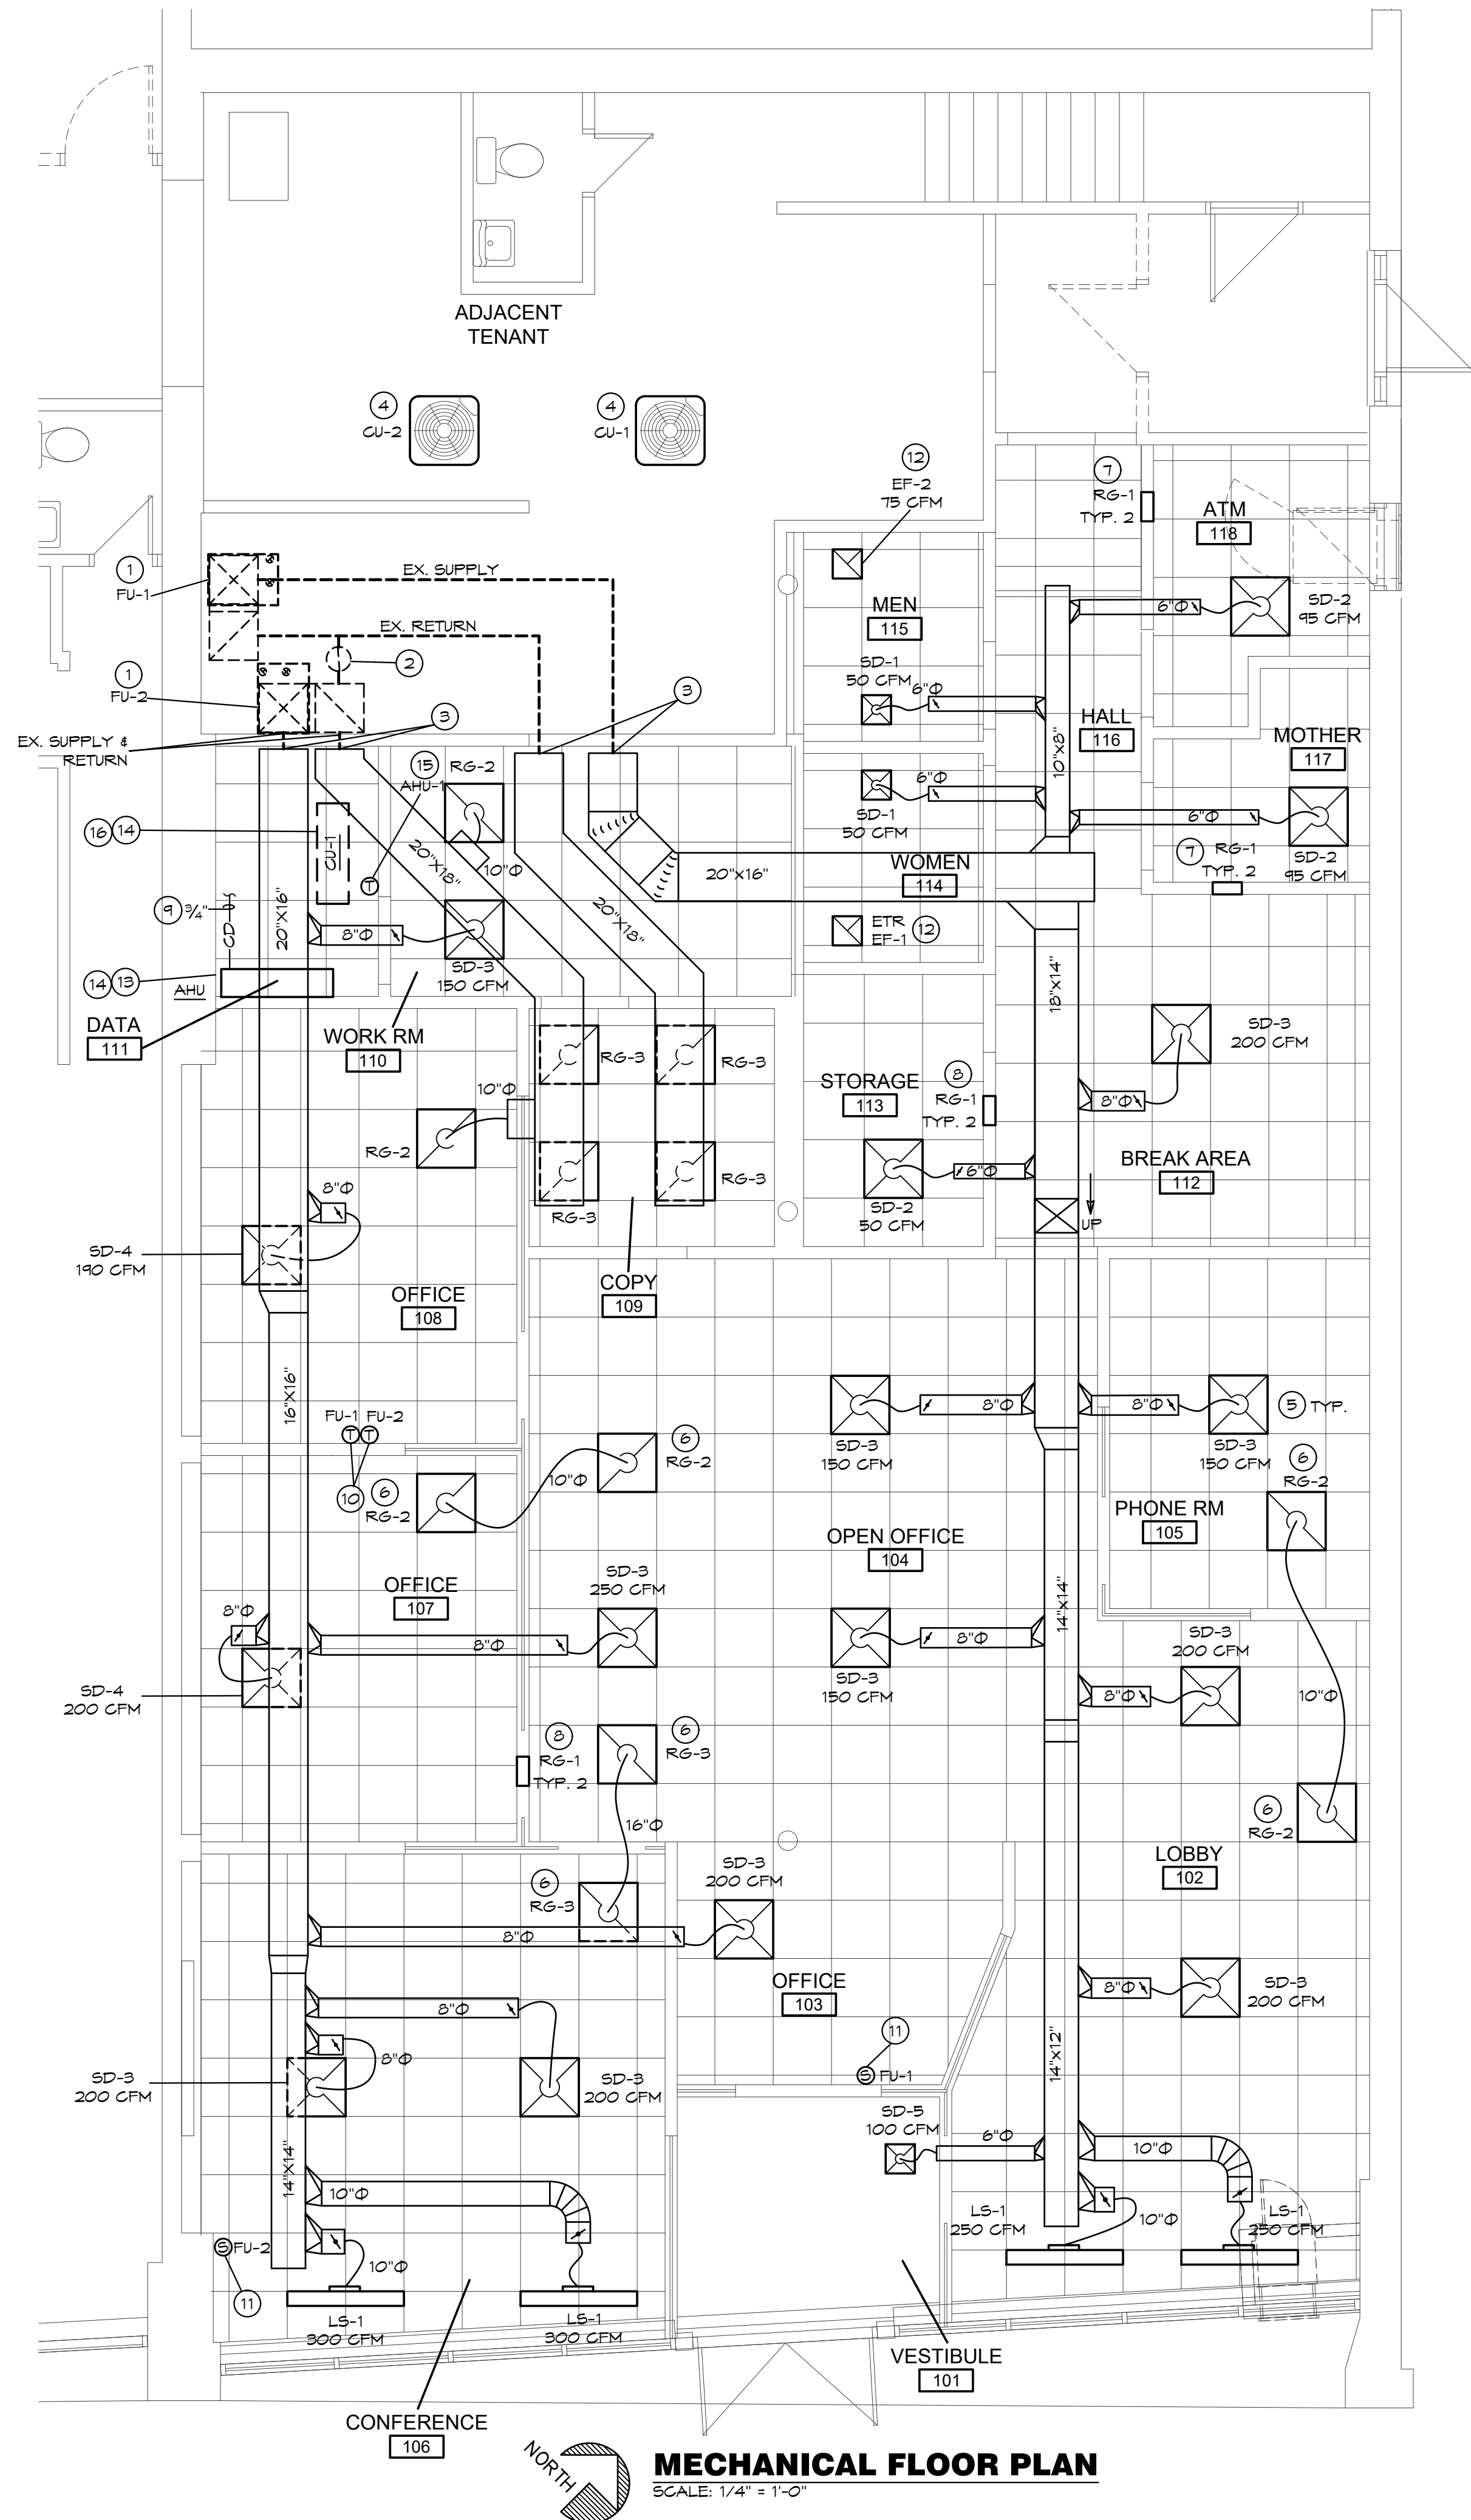 ADJACENT
TENANT
4
CU-2
4
CU-1
12
EF-2
75 CFM
7
RG-1
TYP. 2
ATM
118
1
FU-1
EX. SUPPLY
MEN
115
6"Φ
SD-2
95 CFM
EX. RETURN
2
1
FU-2
SD-1
50 CFM
6"Φ
3
3
HALL
116
10"x8"
MOTHER
117
EX. SUPPLY &
RETURN
15
RG-2
AHU-1
6"Φ
SD-1
50 CFM
6"Φ
16
14
CU-1
T
20"X18"
10"Φ
20"x16"
WOMEN
114
7
RG-1
TYP. 2
SD-2
95 CFM
9
3/4"
CD
20"X16"
8"Φ
20"X18"
ETR
EF-1
12
SD-3
150 CFM
14
13
AHU
18"X14"
DATA
111
WORK RM
110
RG-3
RG-3
SD-3
200 CFM
10"Φ
STORAGE
113
8
RG-1
TYP. 2
8"Φ
RG-2
RG-3
RG-3
6"Φ
BREAK AREA
112
8"Φ
SD-2
50 CFM
UP
SD-4
190 CFM
OFFICE
108
COPY
109
16"X16"
8"Φ
8"Φ
5
TYP.
FU-1
FU-2
T
T
10
6
RG-2
10"Φ
6
RG-2
SD-3
150 CFM
SD-3
150 CFM
6
RG-2
PHONE RM
105
OPEN OFFICE
104
OFFICE
107
SD-3
250 CFM
14"X14"
8"Φ
8"Φ
8"Φ
SD-3
200 CFM
SD-4
200 CFM
SD-3
150 CFM
8"Φ
10"Φ
8
RG-1
TYP. 2
6
RG-3
16"Φ
6
RG-2
LOBBY
102
6
RG-3
SD-3
200 CFM
8"Φ
OFFICE
103
8"Φ
SD-3
200 CFM
8"Φ
8"Φ
11
S
FU-1
14"X12"
SD-3
200 CFM
SD-3
200 CFM
SD-5
100 CFM
6"Φ
10"Φ
14"X14"
10"Φ
LS-1
250 CFM
10"Φ
LS-1
250 CFM
S
FU-2
10"Φ
11
LS-1
300 CFM
LS-1
300 CFM
VESTIBULE
101
CONFERENCE
106
NORTH
MECHANICAL FLOOR PLAN
SCALE: 1/4" = 1'-0"